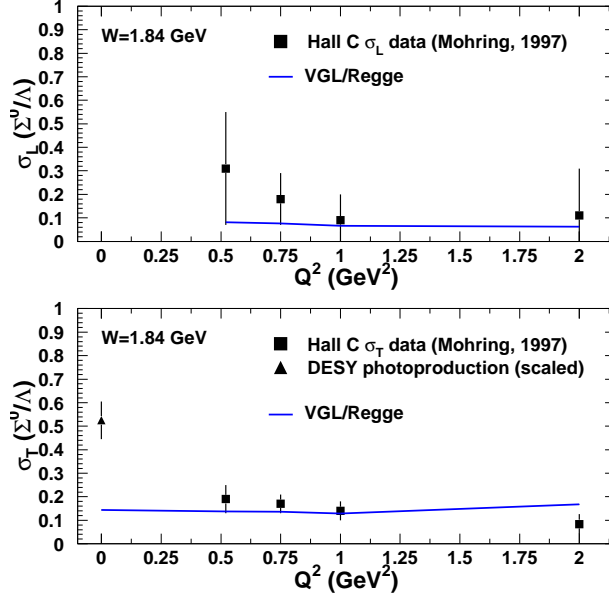 1
0.9
0.8
0.7
0.6
0.5
0.4
0.3
0.2
0.1
0
σL (Σ⁰/Λ)
W=1.84 GeV
Hall C σL data (Mohring, 1997)
VGL/Regge
0 0.25 0.5 0.75 1 1.25 1.5 1.75 2
Q² (GeV²)
1
0.9
0.8
0.7
0.6
0.5
0.4
0.3
0.2
0.1
0
σT (Σ⁰/Λ)
W=1.84 GeV
Hall C σT data (Mohring, 1997)
DESY photoproduction (scaled)
VGL/Regge
0 0.25 0.5 0.75 1 1.25 1.5 1.75 2
Q² (GeV²)